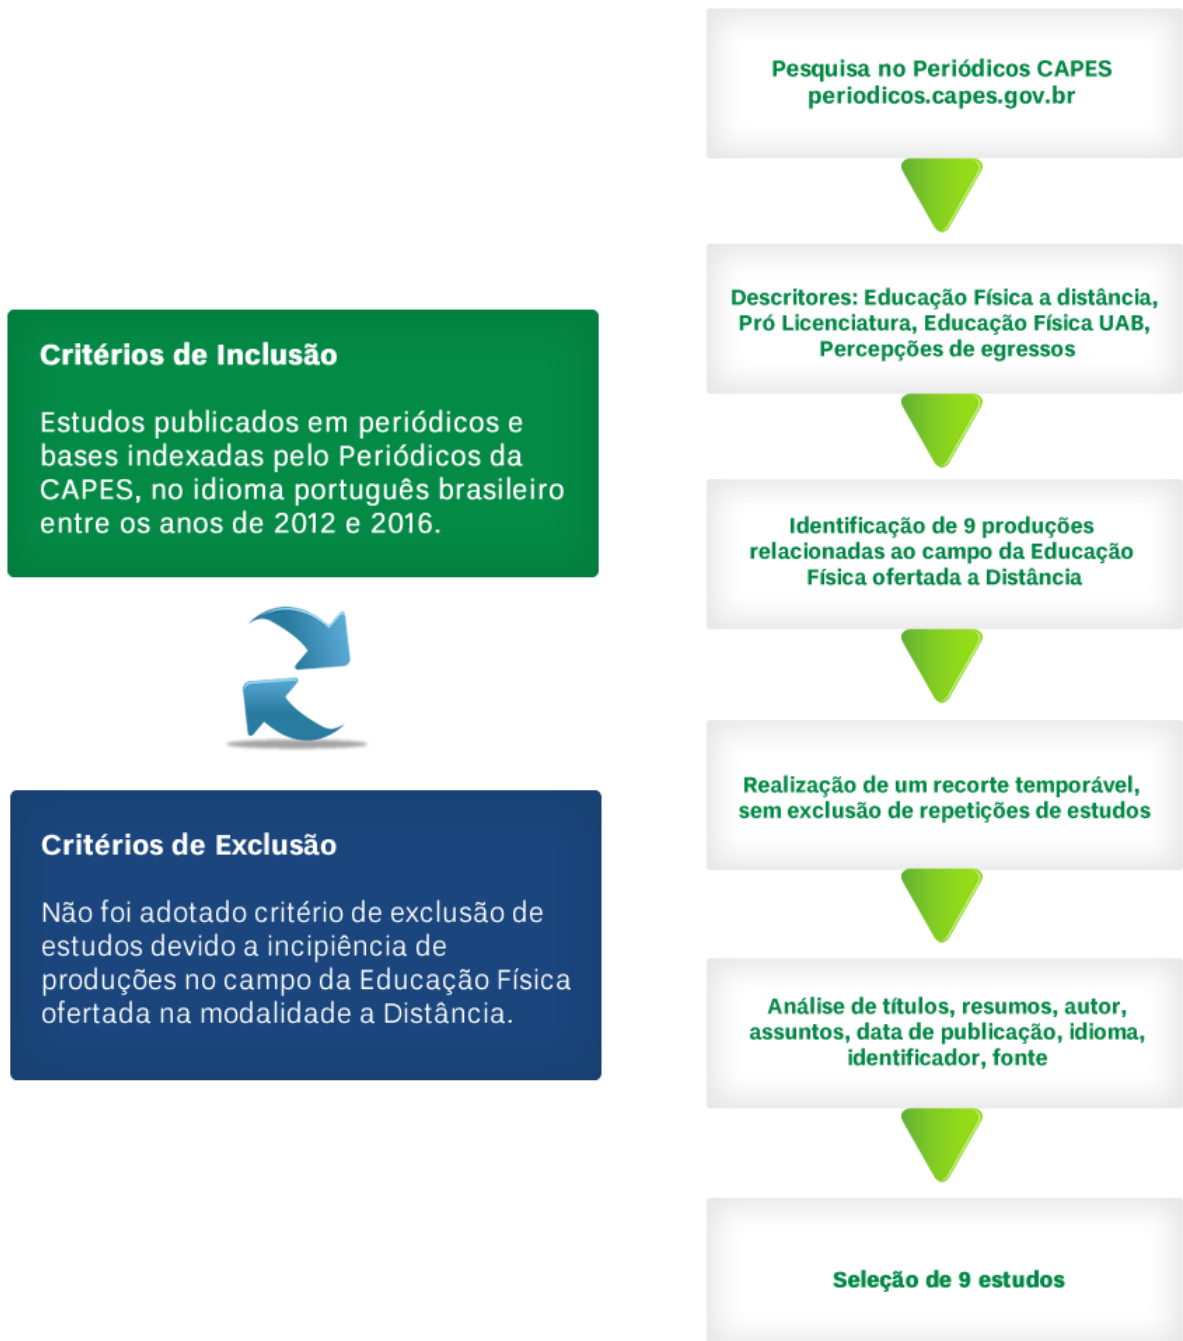 Critérios de Inclusão
Estudos publicados em periódicos e
bases indexadas pelo Periódicos da
CAPES, no idioma português brasileiro
entre os anos de 2012 e 2016.
Critérios de Exclusão
Não foi adotado critério de exclusão de
estudos devido a incipiência de
produções no campo da Educação Física
ofertada na modalidade a Distância.
Pesquisa no Periódicos CAPES
periodicos.capes.gov.br
Descritores: Educação Física a distância,
Pró Licenciatura, Educação Física UAB,
Percepções de egressos
Identificação de 9 produções
relacionadas ao campo da Educação
Física ofertada a Distância
Realização de um recorte temporável,
sem exclusão de repetições de estudos
Análise de títulos, resumos, autor,
assuntos, data de publicação, idioma,
identificador, fonte
Seleção de 9 estudos